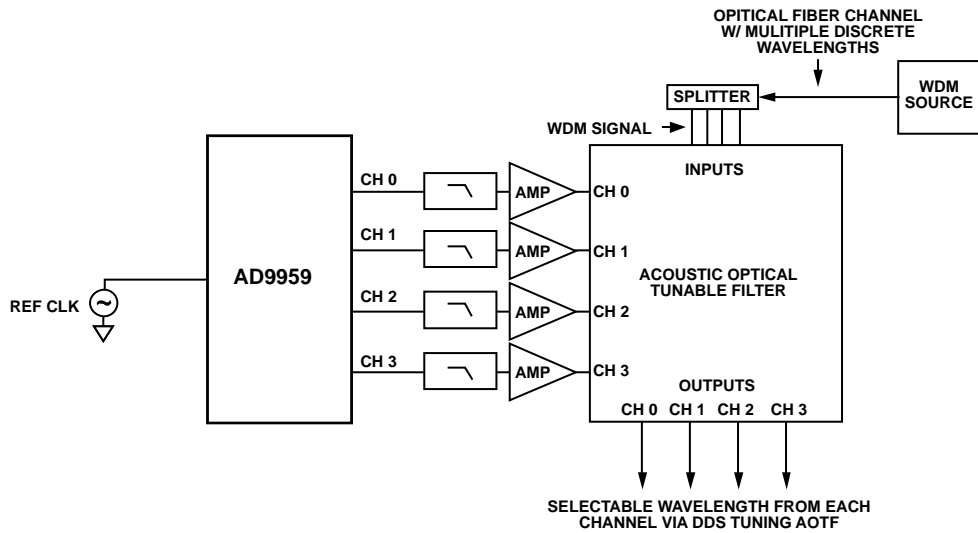 OPITICAL FIBER CHANNEL
W/ MULITIPLE DISCRETE
WAVELENGTHS
WDM
SOURCE
SPLITTER
WDM SIGNAL
INPUTS
CH 0
AMP
CH 0
CH 1
AMP
CH 1
AD9959
ACOUSTIC OPTICAL
TUNABLE FILTER
REF CLK
CH 2
AMP
CH 2
CH 3
AMP
CH 3
OUTPUTS
CH 0 CH 1 CH 2 CH 3
SELECTABLE WAVELENGTH FROM EACH
CHANNEL VIA DDS TUNING AOTF